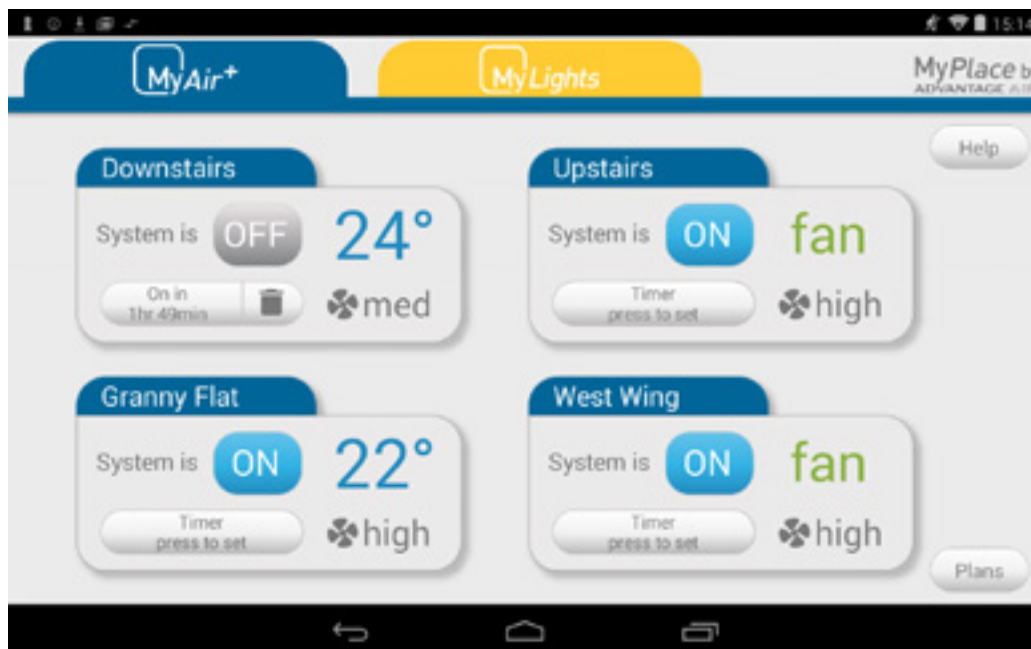 15:14
MyAir+
MyLights
MyPlace b
ADVANTAGE AIR
Help
Downstairs
System is OFF 24°
On in
1hr 49min
med
Upstairs
System is ON fan
Timer
press to set
high
Granny Flat
System is ON 22°
Timer
press to set
high
West Wing
System is ON fan
Timer
press to set
high
Plans